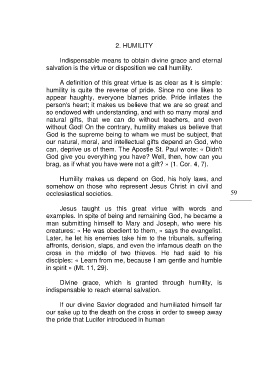 2. HUMILITY
Indispensable means to obtain divine grace and eternal
salvation is the virtue or disposition we call humility.
A definition of this great virtue is as clear as it is simple:
humility is quite the reverse of pride. Since no one likes to
appear haughty, everyone blames pride. Pride inflates the
person's heart; it makes us believe that we are so great and
so endowed with understanding, and with so many moral and
natural gifts, that we can do without teachers, and even
without God! On the contrary, humility makes us believe that
God is the supreme being to whom we must be subject, that
our natural, moral, and intellectual gifts depend on God, who
can, deprive us of them. The Apostle St. Paul wrote: « Didn't
God give you everything you have? Well, then, how can you
brag, as if what you have were not a gift? » (1. Cor. 4, 7).
Humility makes us depend on God, his holy laws, and
somehow on those who represent Jesus Christ in civil and
ecclesiastical societies.
59
Jesus taught us this great virtue with words and
examples. In spite of being and remaining God, he became a
man submitting himself to Mary and Joseph, who were his
creatures: « He was obedient to them, » says the evangelist.
Later, he let his enemies take him to the tribunals, suffering
affronts, derision, slaps, and even the infamous death on the
cross in the middle of two thieves. He had said to his
disciples: « Learn from me, because I am gentle and humble
in spirit » (Mt. 11, 29).
Divine grace, which is granted through humility, is
indispensable to reach eternal salvation.
If our divine Savior degraded and humiliated himself far
our sake up to the death on the cross in order to sweep away
the pride that Lucifer introduced in human